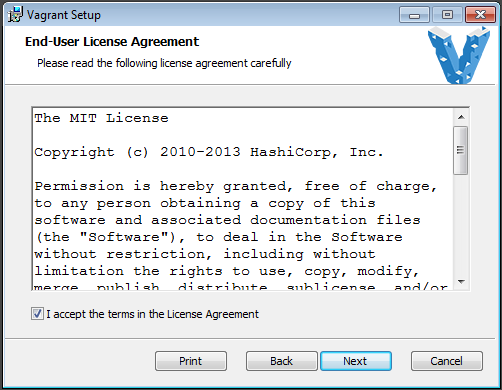 Vagrant Setup
End-User License Agreement
Please read the following license agreement carefully
The MIT License
Copyright (c) 2010-2013 HashiCorp, Inc.
Permission is hereby granted, free of charge,
to any person obtaining a copy of this
software and associated documentation files
(the "Software"), to deal in the Software
without restriction, including without
limitation the rights to use, copy, modify,
merge, publish, distribute, sublicense, and/or
I accept the terms in the License Agreement
Print
Back
Next
Cancel